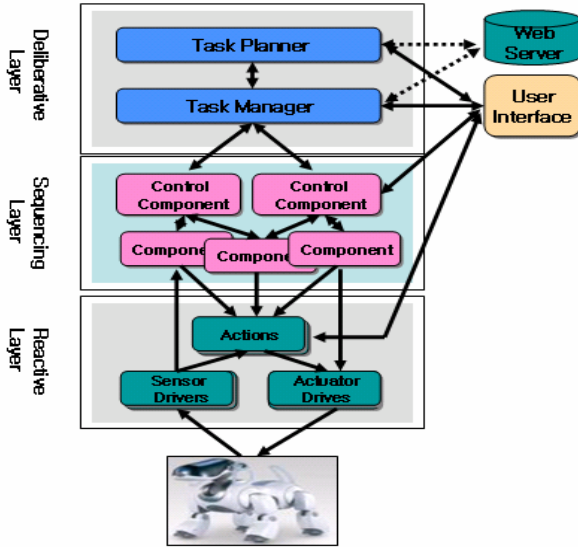 Deliberative
Layer
Task Planner
Task Manager
Web
Server
User
Interface
Sequencing
Layer
Control
Component
Control
Component
Component
Component
Component
Reactive
Layer
Actions
Sensor
Drivers
Actuator
Drives